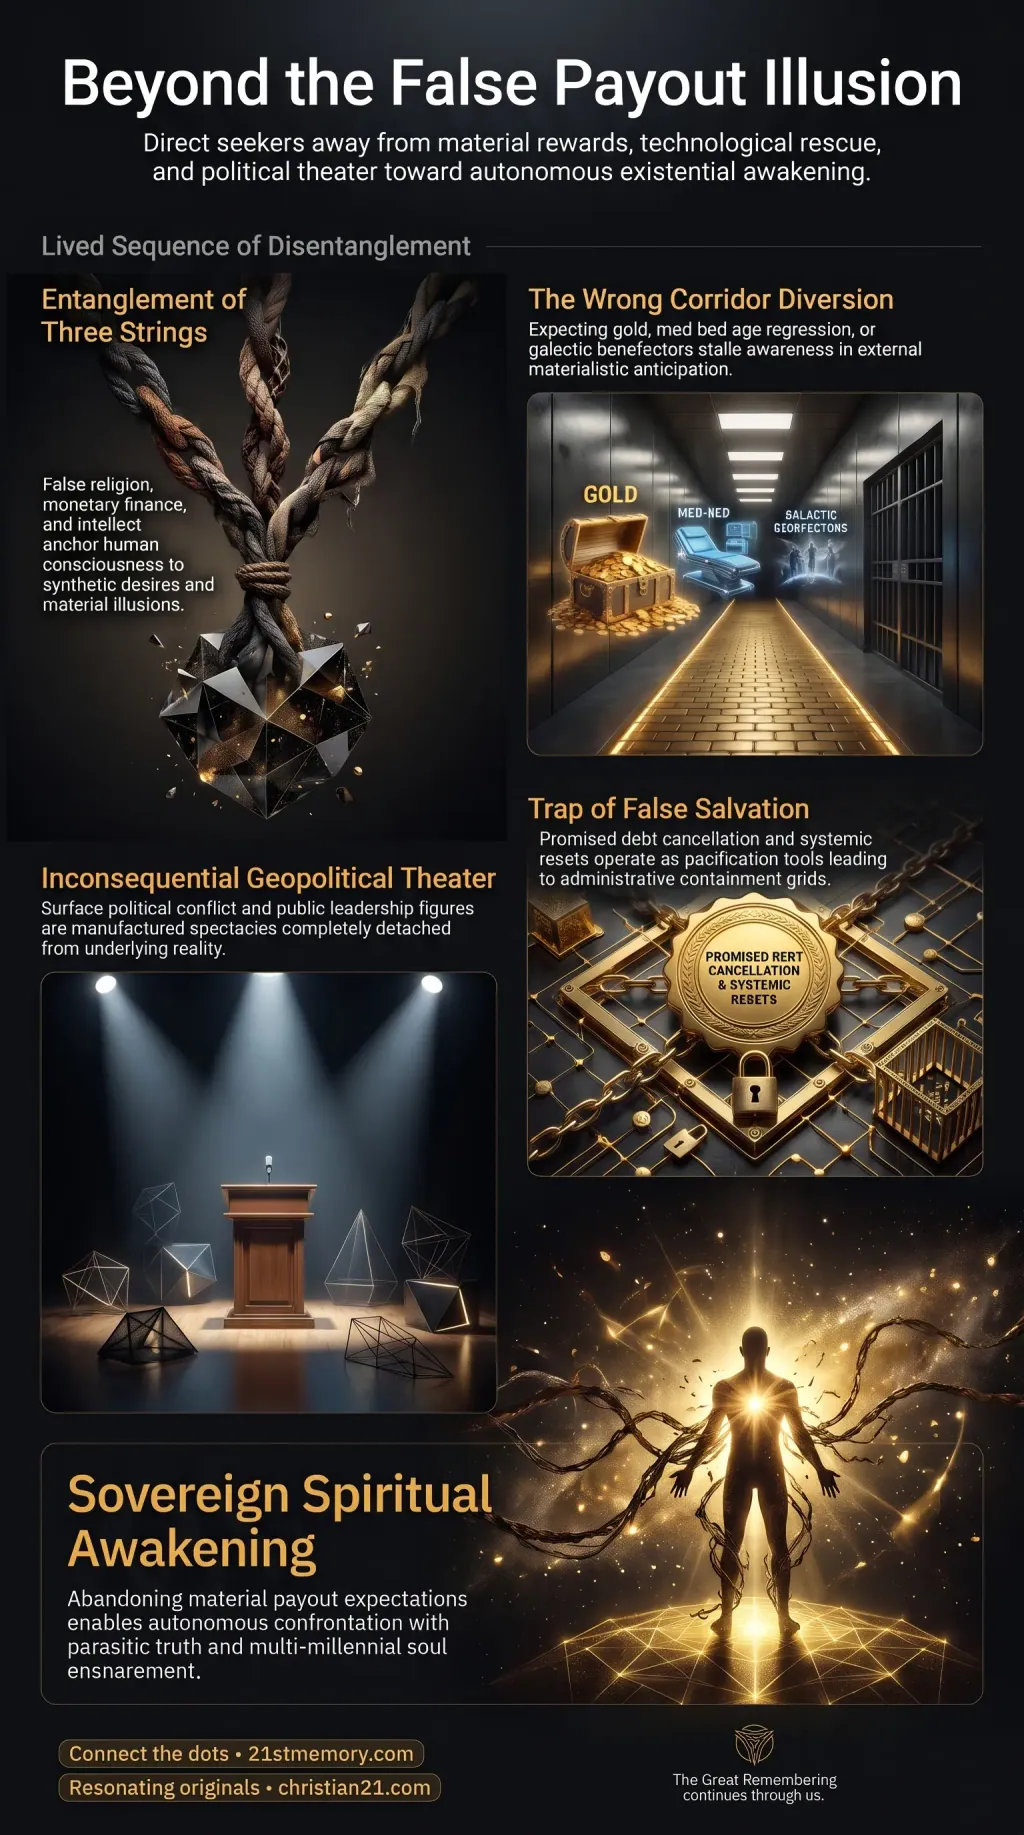 Beyond the False Payout Illusion
Direct seekers away from material rewards, technological rescue,
and political theater toward autonomous existential awakening.
Lived Sequence of Disentanglement
Entanglement of
Three Strings
False religion,
monetary finance,
and intellect
anchor human
consciousness to
synthetic desires and
material illusions.
The Wrong Corridor Diversion
Expecting gold, med bed age regression, or
galactic benefectors stalle awareness in external
materialistic anticipation.
GOLD
MED-NED
SALACTIC
GEORFECTONS
Trap of False Salvation
Promised debt cancellation and systemic
resets operate as pacification tools leading
to administrative containment grids.
PROMISED RERT
CANCELLATION
& SYSTEMIC
REBETS
Inconsequential Geopolitical Theater
Surface political conflict and public leadership figures
are manufactured spectacles completely detached
from underlying reality.
Sovereign Spiritual
Awakening
Abandoning material payout expectations
enables autonomous confrontation with
parasitic truth and multi-millennial soul
ensnarement.
Connect the dots • 21stmemory.com
Resonating originals • christian21.com
The Great Remembering
continues through us.